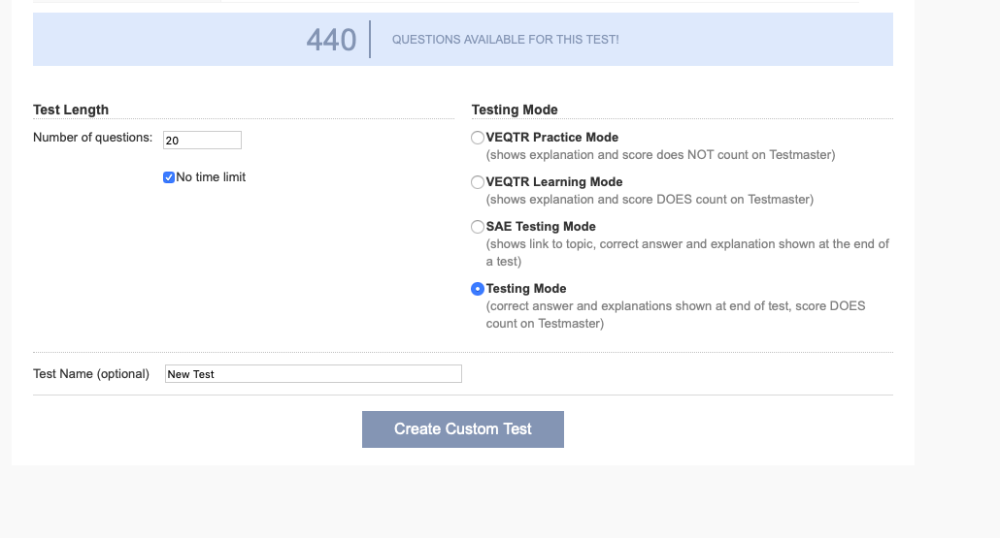 440 QUESTIONS AVAILABLE FOR THIS TEST!
Test Length
Number of questions: 20
No time limit
Testing Mode
VEQTR Practice Mode
(shows explanation and score does NOT count on Testmaster)
VEQTR Learning Mode
(shows explanation and score DOES count on Testmaster)
SAE Testing Mode
(shows link to topic, correct answer and explanation shown at the end of
a test)
Testing Mode
(correct answer and explanations shown at end of test, score DOES
count on Testmaster)
Test Name (optional) New Test
Create Custom Test